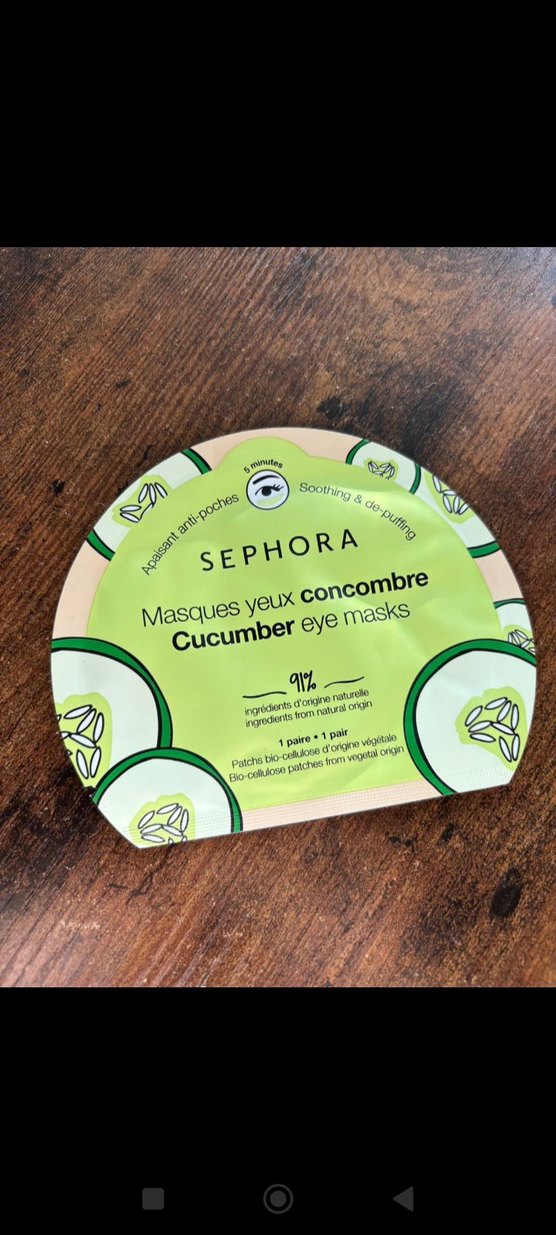 5 minutes
Apaisant anti-poches
Soothing & de-puffing
SEPHORA
Masques yeux concombre
Cucumber eye masks
91%
ingrédients d'origine naturelle
ingredients from natural origin
1 paire • 1 pair
Patchs bio-cellulose d'origine végétale
Bio-cellulose patches from vegetal origin